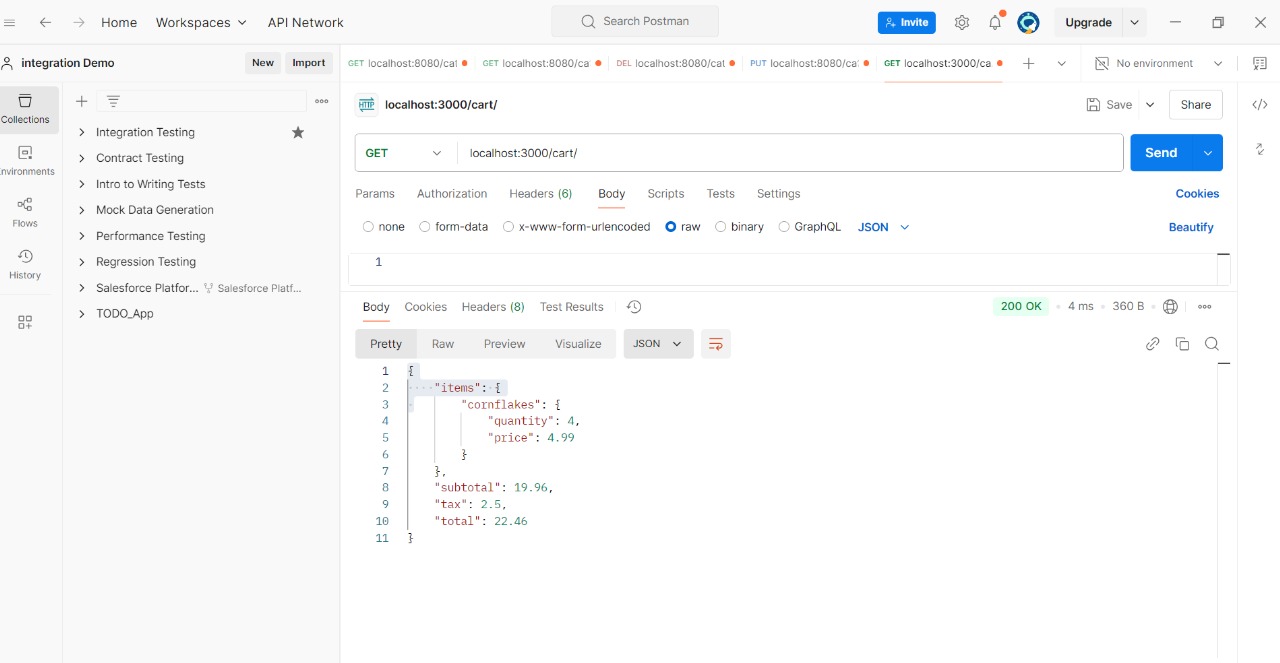 Home Workspaces API Network Search Postman Invite Upgrade
integration Demo New Import GET localhost:8080/cat GET localhost:8080/ca DEL localhost:8080/cat PUT localhost:8080/ca GET localhost:3000/ca No environment
Collections
Integration Testing
Contract Testing
Intro to Writing Tests
Mock Data Generation
Performance Testing
Regression Testing
Salesforce Platfor... Salesforce Platf...
TODO_App
nvironments
Flows
History
HTTP localhost:3000/cart/ Save Share
GET localhost:3000/cart/ Send
Params Authorization Headers (6) Body Scripts Tests Settings Cookies
none form-data x-www-form-urlencoded raw binary GraphQL JSON Beautify
1
Body Cookies Headers (8) Test Results 200 OK 4 ms 360 B
Pretty Raw Preview Visualize JSON
1 {
2 "items": {
3 "cornflakes": {
4 "quantity": 4,
5 "price": 4.99
6 }
7 },
8 "subtotal": 19.96,
9 "tax": 2.5,
10 "total": 22.46
11 }